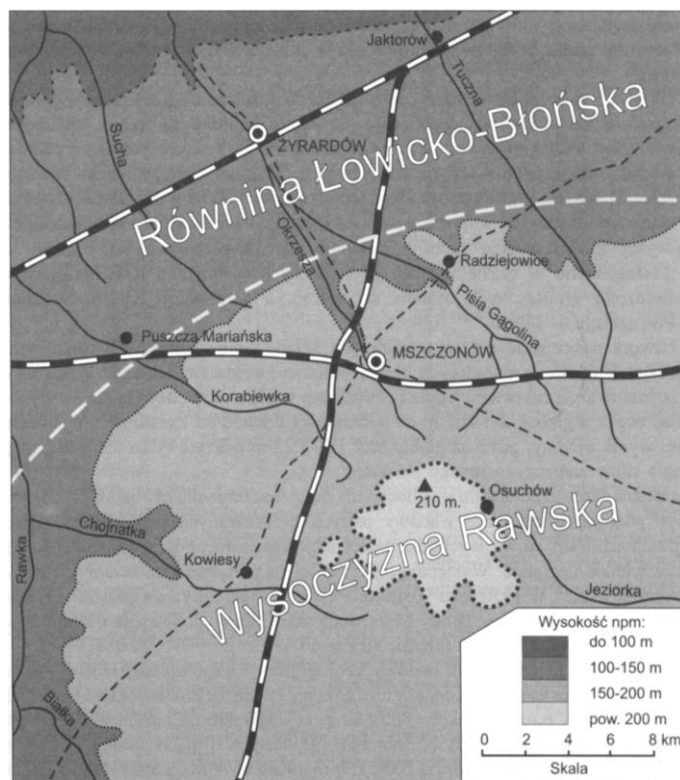 Jaktorów
Tuczna
Sucha
ŻYRARDÓW
Równina Łowicko-Błońska
Okrzesza
Radziejowice
Pisia Gągolina
Puszcza Mariańska
MSZCZONÓW
Korabiewka
210 m.
Osuchów
Chojnatka
Rawka
Kowiesy
Wysoczyzna Rawska
Jeziorka
Białka
Wysokość npm:
do 100 m
100-150 m
150-200 m
pow. 200 m
0 2 4 6 8 km
Skala